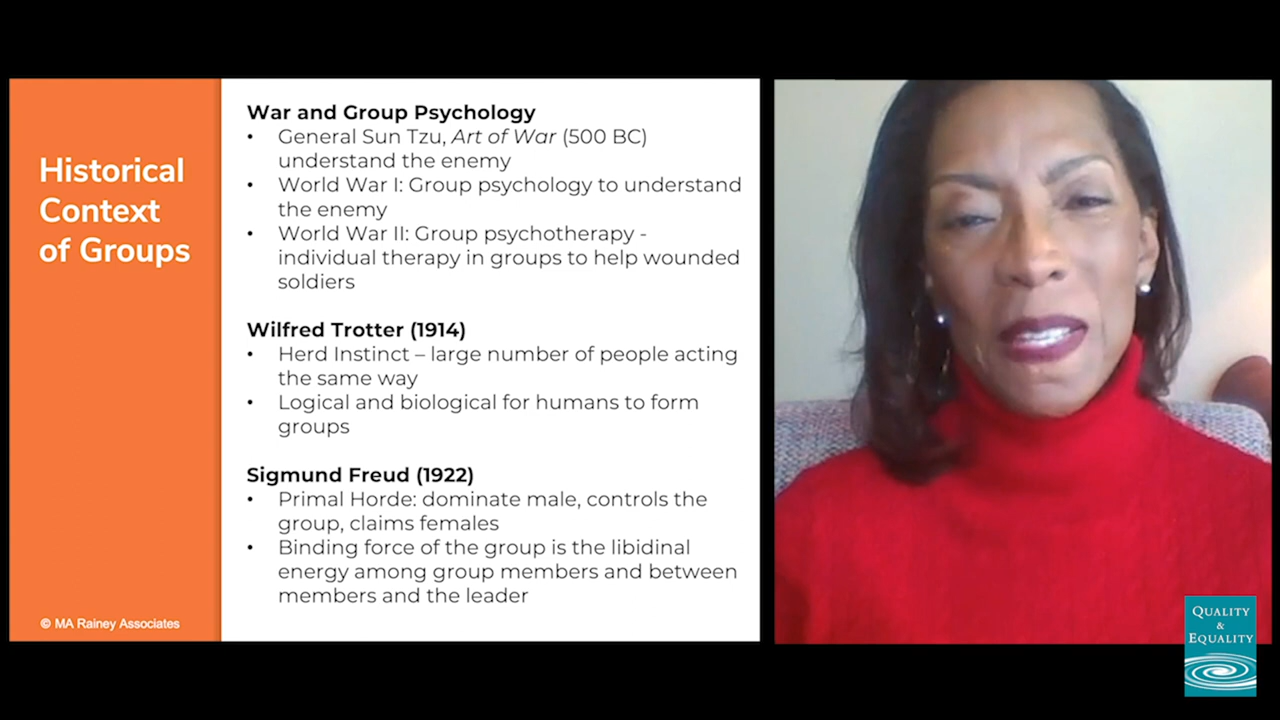 Historical
Context
of Groups
© MA Rainey Associates
War and Group Psychology
• General Sun Tzu, Art of War (500 BC)
understand the enemy
• World War I: Group psychology to understand
the enemy
• World War II: Group psychotherapy -
individual therapy in groups to help wounded
soldiers
Wilfred Trotter (1914)
• Herd Instinct – large number of people acting
the same way
• Logical and biological for humans to form
groups
Sigmund Freud (1922)
• Primal Horde: dominate male, controls the
group, claims females
• Binding force of the group is the libidinal
energy among group members and between
members and the leader
QUALITY
&
EQUALITY